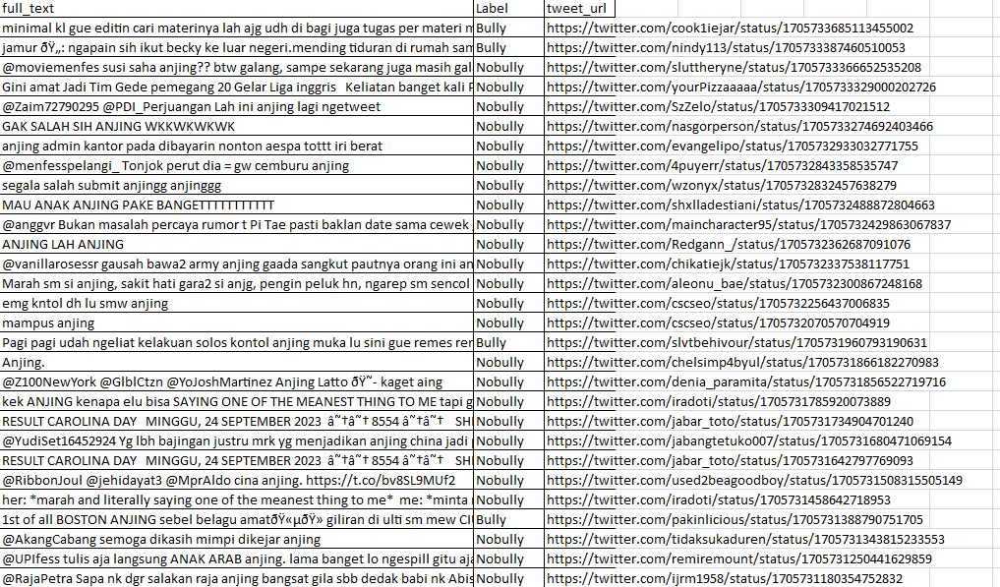 full_text Label tweet_url
minimal kl gue editin cari materinya lah ajg udh di bagi juga tugas per materi m Bully https://twitter.com/cook1iejar/status/1705733685113455002
jamur ðŸ„: ngapain sih ikut becky ke luar negeri.mending tiduran di rumah sam Bully https://twitter.com/nindy113/status/1705733387460510053
@moviemenfes susi saha anjing?? btw galang, sampe sekarang juga masih gal Nobully https://twitter.com/sluttheryne/status/1705733366652535208
Gini amat Jadi Tim Gede pemegang 20 Gelar Liga inggris Keliatan banget kali P Nobully https://twitter.com/yourPizzaaaaa/status/1705733329000202726
@Zaim72790295 @PDI_Perjuangan Lah ini anjing lagi ngetweet Nobully https://twitter.com/SzZelo/status/1705733309417021512
GAK SALAH SIH ANJING WKKWKWKWK Nobully https://twitter.com/nasgorperson/status/1705733274692403466
anjing admin kantor pada dibayarin nonton aespa tottt iri berat Nobully https://twitter.com/evangelipo/status/1705732933032771755
@menfesspelangi_ Tonjok perut dia = gw cemburu anjing Nobully https://twitter.com/4puyerr/status/1705732843358535747
segala salah submit anjingg anjinggg Nobully https://twitter.com/wzonyx/status/1705732832457638279
MAU ANAK ANJING PAKE BANGETTTTTTTTTTT Nobully https://twitter.com/shxlladestiani/status/1705732488872804663
@anggvr Bukan masalah percaya rumor t Pi Tae pasti baklan date sama cewek Nobully https://twitter.com/maincharacter95/status/1705732429863067837
ANJING LAH ANJING Nobully https://twitter.com/Redgann_/status/1705732362687091076
@vanillarosessr gausah bawa2 army anjing gaada sangkut pautnya orang ini an Nobully https://twitter.com/chikatiejk/status/1705732337538117751
Marah sm si anjing, sakit hati gara2 si anjg, pengin peluk hn, ngarep sm sencol Nobully https://twitter.com/aleonu_bae/status/1705732300867248168
emg kntol dh lu smw anjing Nobully https://twitter.com/cscseo/status/1705732256437006835
mampus anjing Nobully https://twitter.com/cscseo/status/1705732070570704919
Pagi pagi udah ngeliat kelakuan solos kontol anjing muka lu sini gue remes rem Bully https://twitter.com/slvtbehivour/status/1705731960793190631
Anjing. Nobully https://twitter.com/chelsimp4byul/status/1705731866182270983
@Z100NewYork @GlblCtzn @YoJoshMartinez Anjing Latto ðŸ˜- kaget aing Nobully https://twitter.com/denia_paramita/status/1705731856522719716
kek ANJING kenapa elu bisa SAYING ONE OF THE MEANEST THING TO ME tapi g Nobully https://twitter.com/iradoti/status/1705731785920073889
RESULT CAROLINA DAY MINGGU, 24 SEPTEMBER 2023 â˜†â˜† 8554 â˜†â˜† SHI Nobully https://twitter.com/jabar_toto/status/1705731734904701240
@YudiSet16452924 Yg lbh bajingan justru mrk yg menjadikan anjing china jadi Nobully https://twitter.com/jabangtetuko007/status/1705731680471069154
RESULT CAROLINA DAY MINGGU, 24 SEPTEMBER 2023 â˜†â˜† 8554 â˜†â˜† SHI Nobully https://twitter.com/jabar_toto/status/1705731642797769093
@RibbonJoul @jehidayat3 @MprAldo cina anjing. https://t.co/bv8SL9MUf2 Nobully https://twitter.com/used2beagoodboy/status/1705731508315505149
her: *marah and literally saying one of the meanest thing to me* me: *minta Nobully https://twitter.com/iradoti/status/1705731458642718953
1st of all BOSTON ANJING sebel belagu amatðŸ«µðŸ» giliran di ulti sm mew CI Bully https://twitter.com/pakinlicious/status/1705731388790751705
@AkangCabang semoga dikasih mimpi dikejar anjing Nobully https://twitter.com/tidaksukaduren/status/1705731343815233553
@UPIfess tulis aja langsung ANAK ARAB anjing. lama banget lo ngespill gitu aja Nobully https://twitter.com/remiremount/status/1705731250441629859
@RajaPetra Sapa nk dgr salakan raja anjing bangsat gila sbb dedak babi nk Abis Nobully https://twitter.com/ijrm1958/status/1705731180354752832